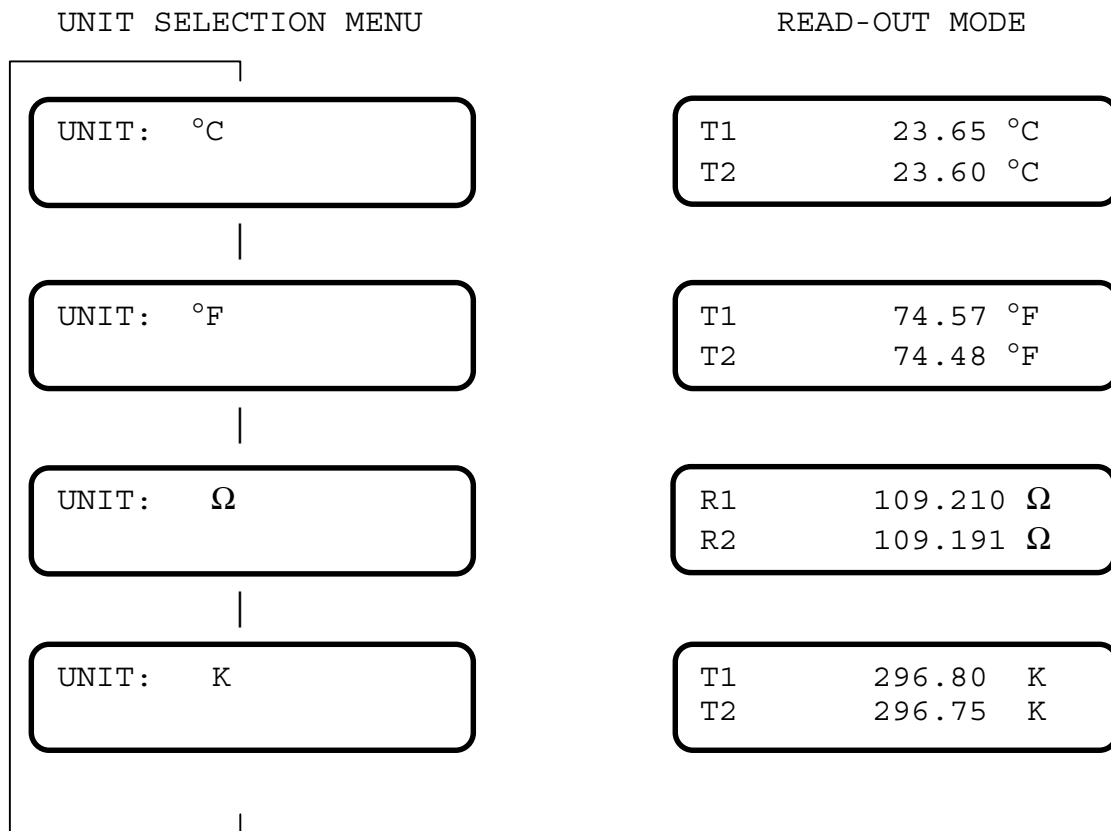 UNIT SELECTION MENU READ-OUT MODE
UNIT: °C
T1 23.65 °C
T2 23.60 °C
UNIT: °F
T1 74.57 °F
T2 74.48 °F
UNIT: Ω
R1 109.210 Ω
R2 109.191 Ω
UNIT: K
T1 296.80 K
T2 296.75 K